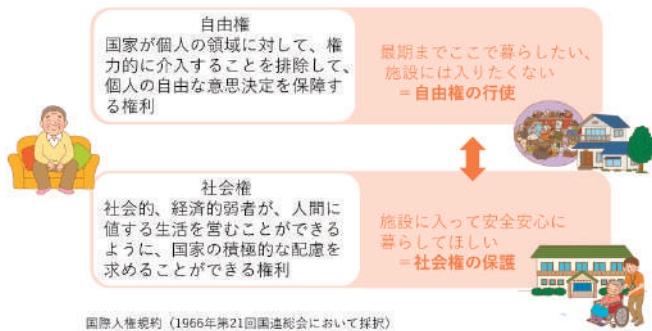 自由権
国家が個人の領域に対して、権
力的に介入することを排除して、
個人の自由な意思決定を保障す
る権利
最期までここで暮らしたい、
施設には入りたくない
＝自由権の行使
社会権
社会的、経済的弱者が、人間に
値する生活を営むことができる
ように、国家の積極的な配慮を
求めることができる権利
施設に入って安全安心に
暮らしてほしい
＝社会権の保護
国際人権規約（1966年第21回国連総会において採択）